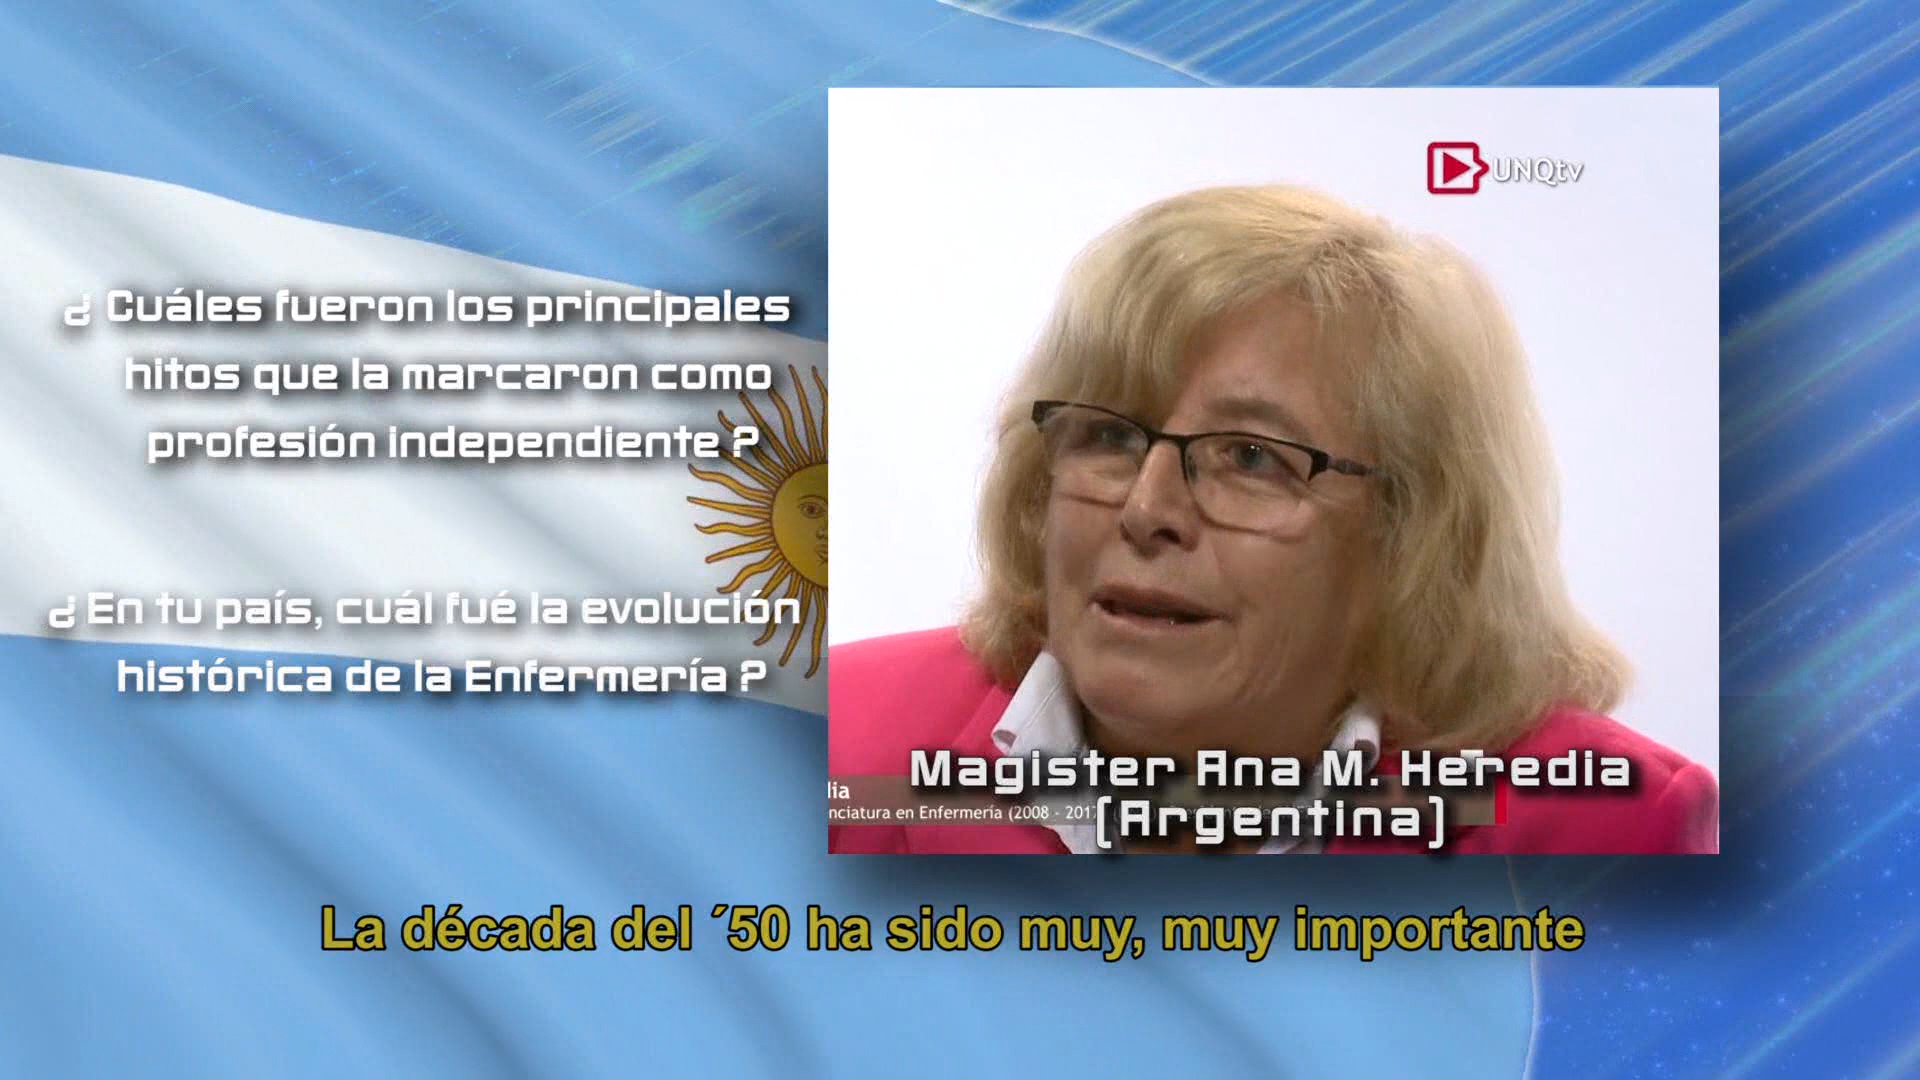 ¿ Cuáles fueron los principales
hitos que la marcaron como
profesión independiente ?
¿ En tu país, cuál fué la evolución
histórica de la Enfermería ?
UNQtv
Magister Ana M. Heredia
dia
nciatura en Enfermería (2008 - 2017
(Argentina)
La década del ´50 ha sido muy, muy importante